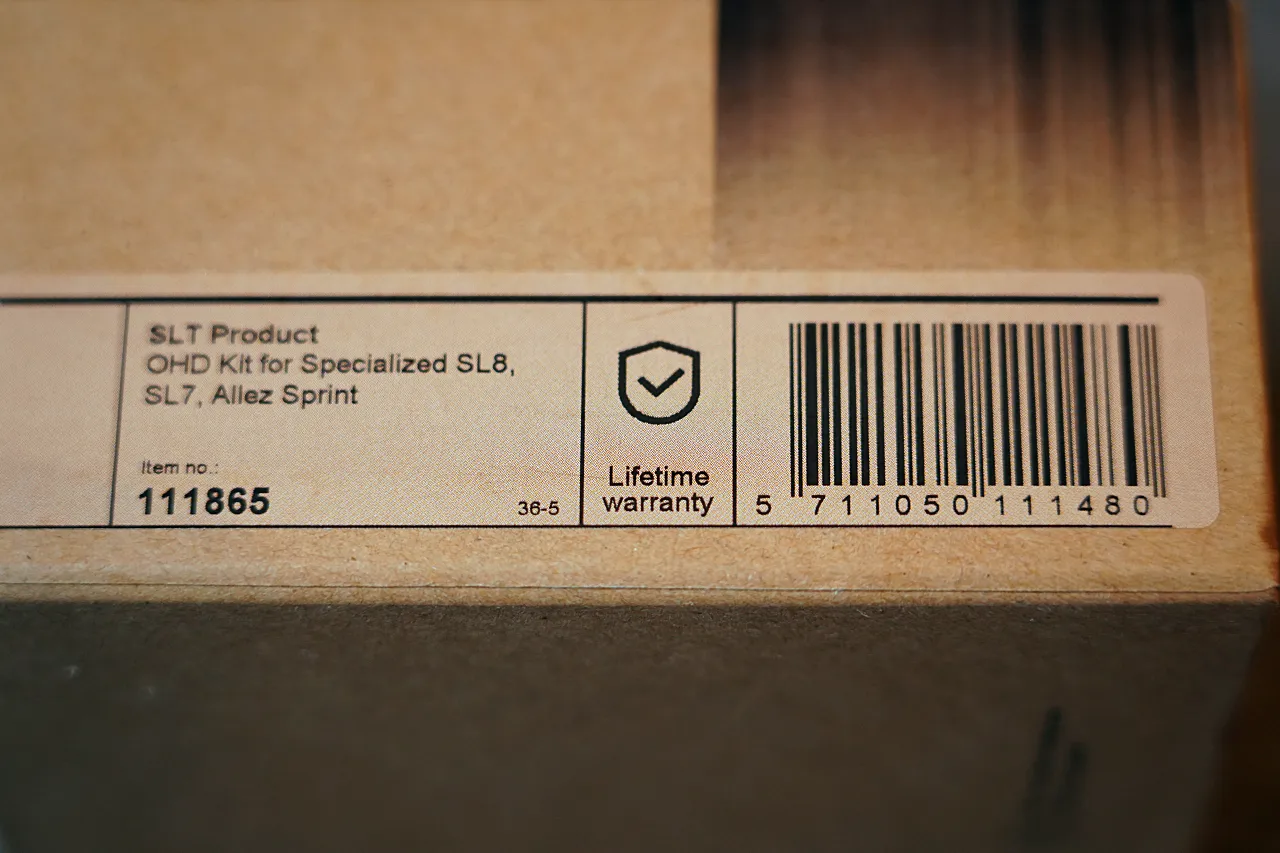 SLT Product
OHD Kit for Specialized SL8,
SL7, Allez Sprint
Item no.:
111865
36-5
Lifetime
warranty
5 711050 111480